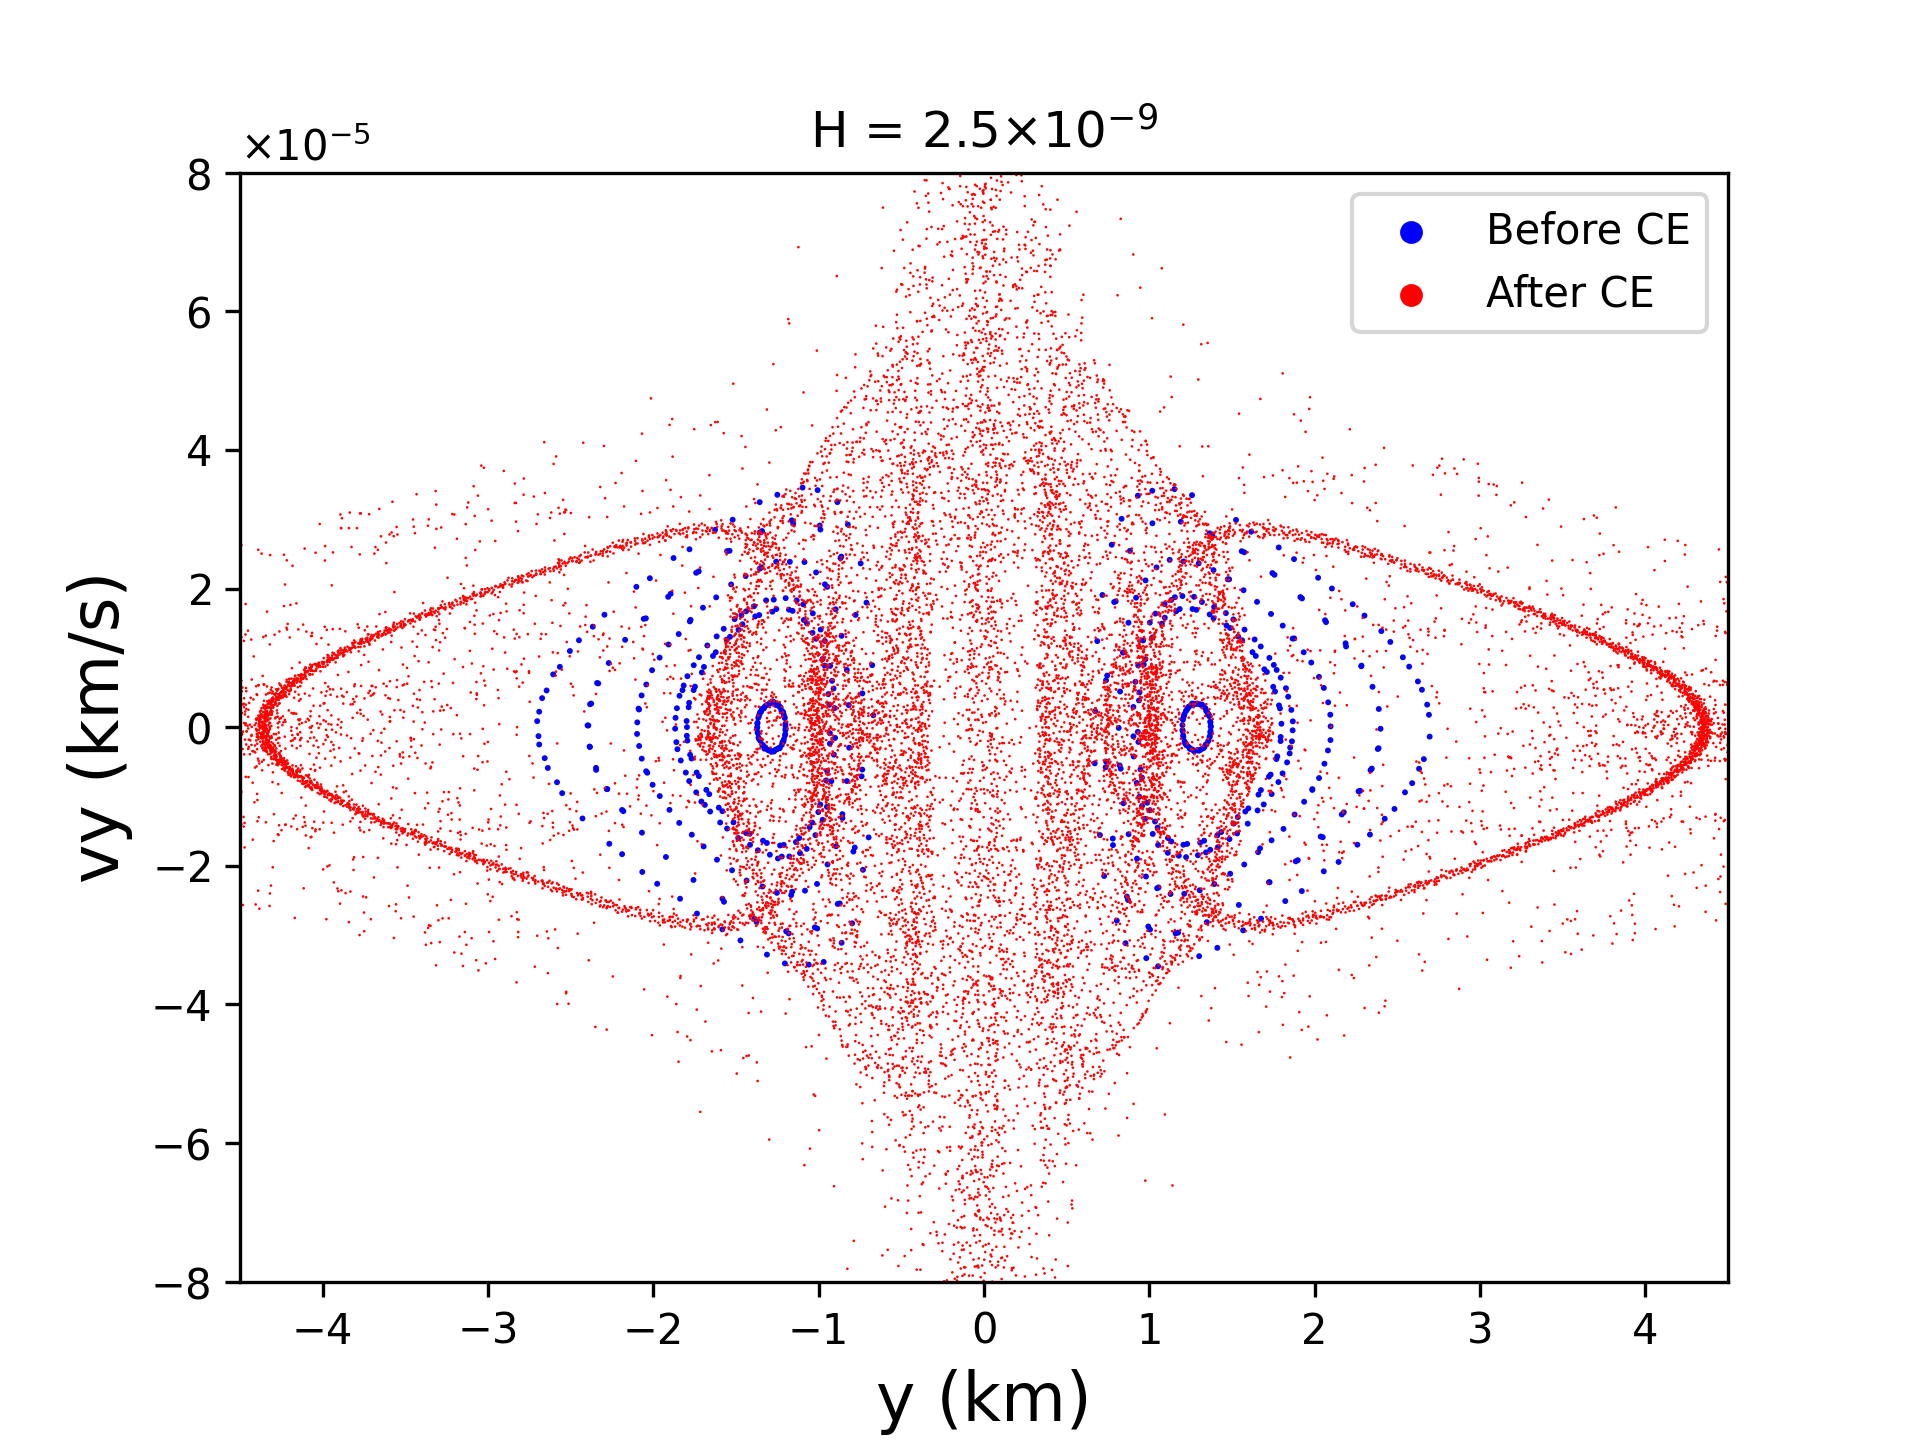 H = 2.5×10⁻⁹
×10⁻⁵
Before CE
After CE
8
6
4
2
0
−2
−4
−6
−8
vy (km/s)
−4 −3 −2 −1 0 1 2 3 4
y (km)